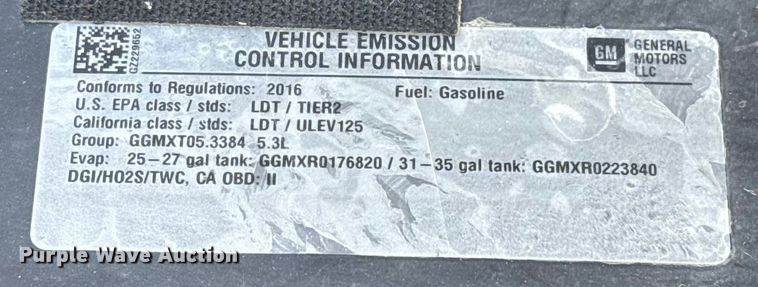 GZ229652
VEHICLE EMISSION
CONTROL INFORMATION
GM
GENERAL
MOTORS
LLC
Conforms to Regulations: 2016 Fuel: Gasoline
U.S. EPA class / stds: LDT / TIER2
California class / stds: LDT / ULEV125
Group: GGMXT05.3384 5.3L
Evap: 25-27 gal tank: GGMXR0176820 / 31-35 gal tank: GGMXR0223840
DGI/HO2S/TWC, CA OBD: II
Purple Wave Auction